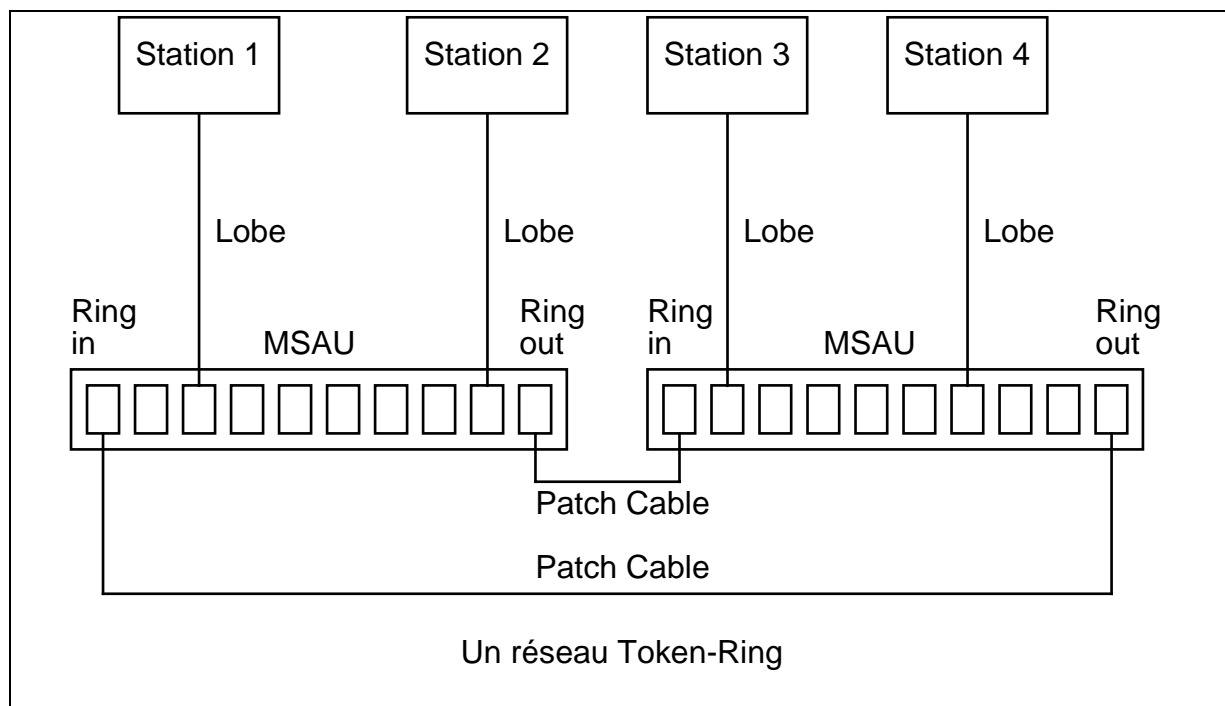 Station 1
Station 2
Station 3
Station 4
Lobe
Lobe
Lobe
Lobe
Ring
in
MSAU
Ring
out
Ring
in
MSAU
Ring
out
Patch Cable
Patch Cable
Un réseau Token-Ring